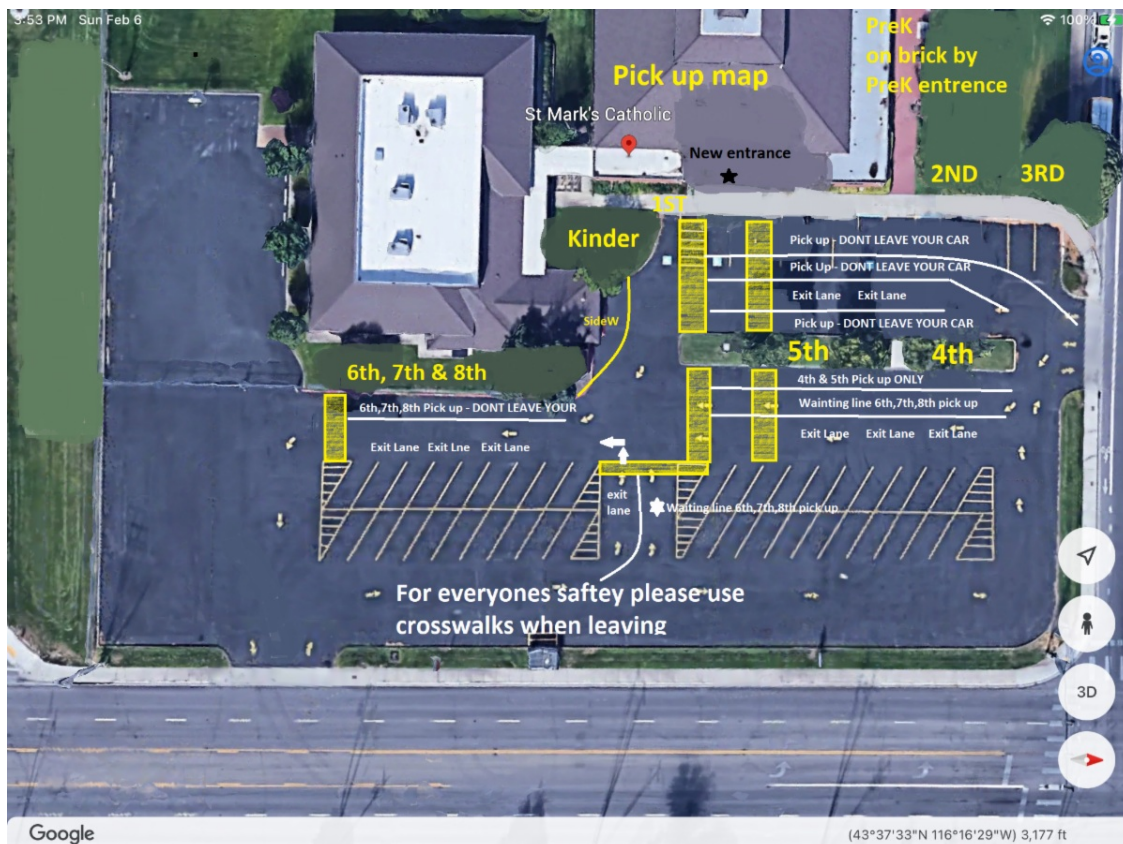 3:53 PM Sun Feb 6
100%
PreK
on brick by
PreK entrence
Pick up map
St Mark's Catholic
New entrance
2ND
3RD
1ST
Kinder
Pick up - DONT LEAVE YOUR CAR
Pick Up - DONT LEAVE YOUR CAR
Exit Lane Exit Lane
SideW
Pick up - DONT LEAVE YOUR CAR
5th
4th
6th, 7th & 8th
4th & 5th Pick up ONLY
6th,7th,8th Pick up - DONT LEAVE YOUR
Wainting line 6th,7th,8th pick up
Exit Lane Exit Lane Exit Lane
Exit Lane Exit Lne Exit Lane
exit
lane
Waiting line 6th,7th,8th pick up
For everyones saftey please use
crosswalks when leaving
3D
Google
(43°37'33"N 116°16'29"W) 3,177 ft